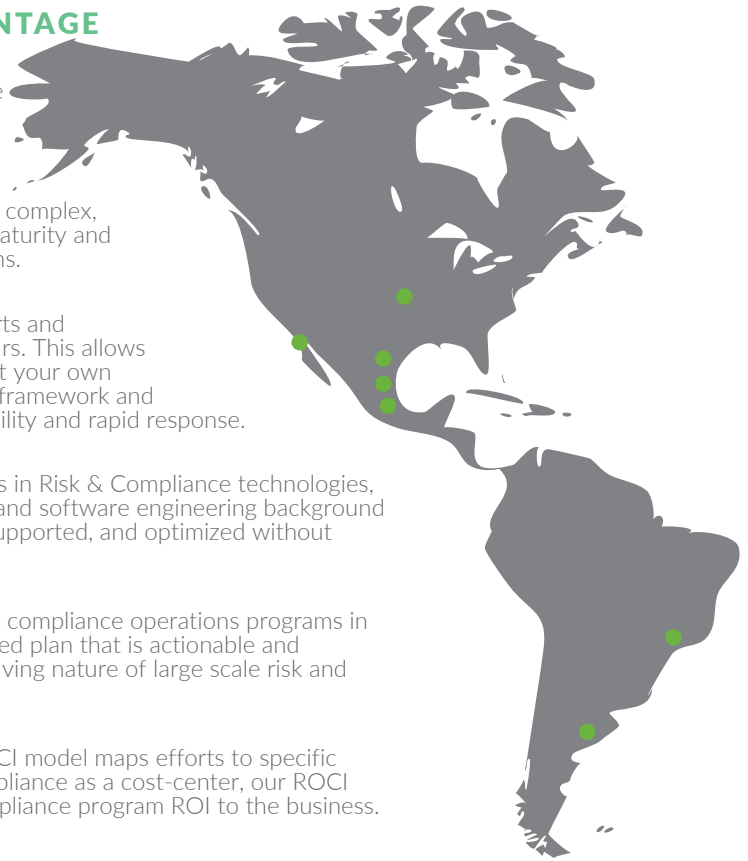 NTAGE
e
complex,
aturity and
ns.
rts and
rs. This allows
t your own
framework and
ility and rapid response.
s in Risk & Compliance technologies,
and software engineering background
upported, and optimized without
compliance operations programs in
ed plan that is actionable and
ving nature of large scale risk and
CI model maps efforts to specific
pliance as a cost-center, our ROCI
pliance program ROI to the business.